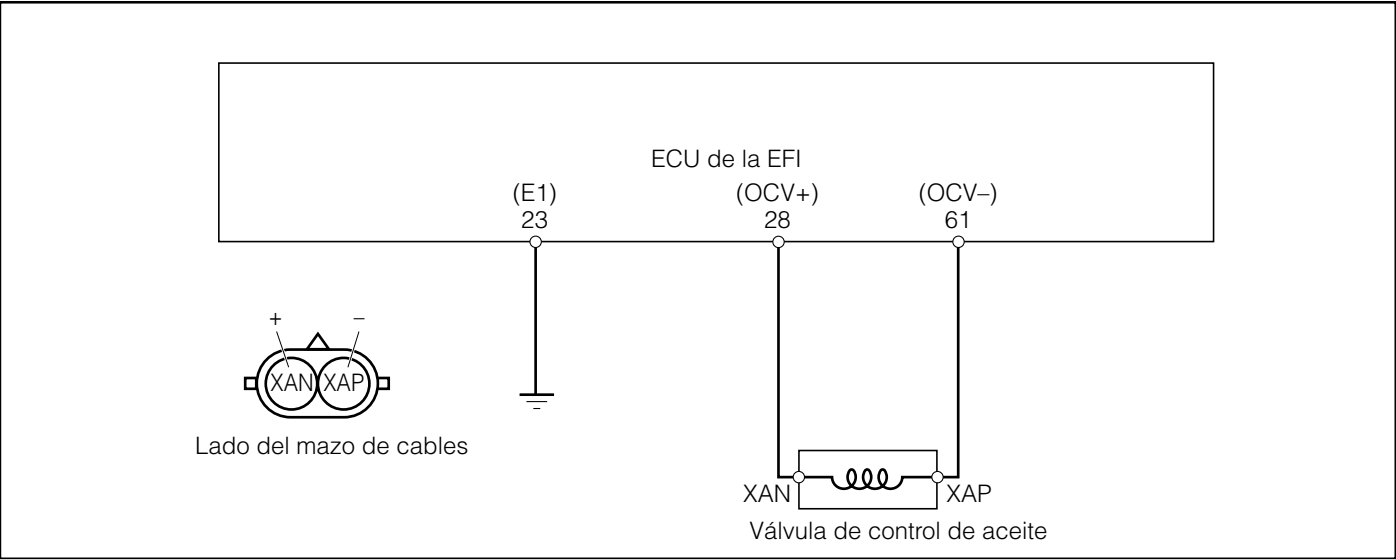 ECU de la EFI
(E1) (OCV+) (OCV–)
23 28 61
+ –
XAN XAP
Lado del mazo de cables
XAN XAP
Válvula de control de aceite